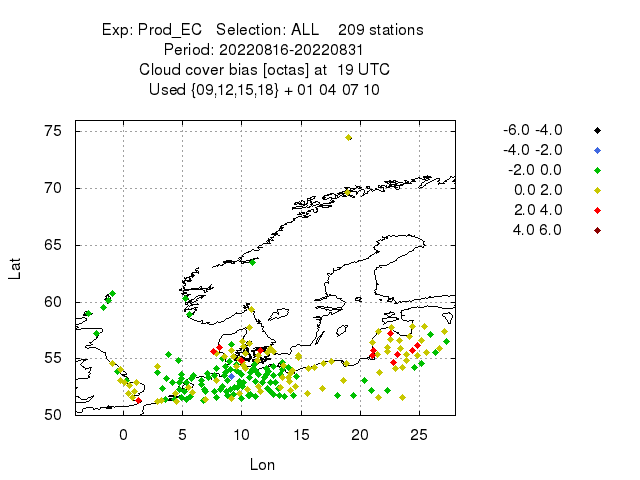 Exp: Prod_EC Selection: ALL 209 stations
Period: 20220816-20220831
Cloud cover bias [octas] at 19 UTC
Used {09,12,15,18} + 01 04 07 10
75
70
65
60
55
50
Lat
0 5 10 15 20 25
Lon
-6.0 -4.0
-4.0 -2.0
-2.0 0.0
0.0 2.0
2.0 4.0
4.0 6.0